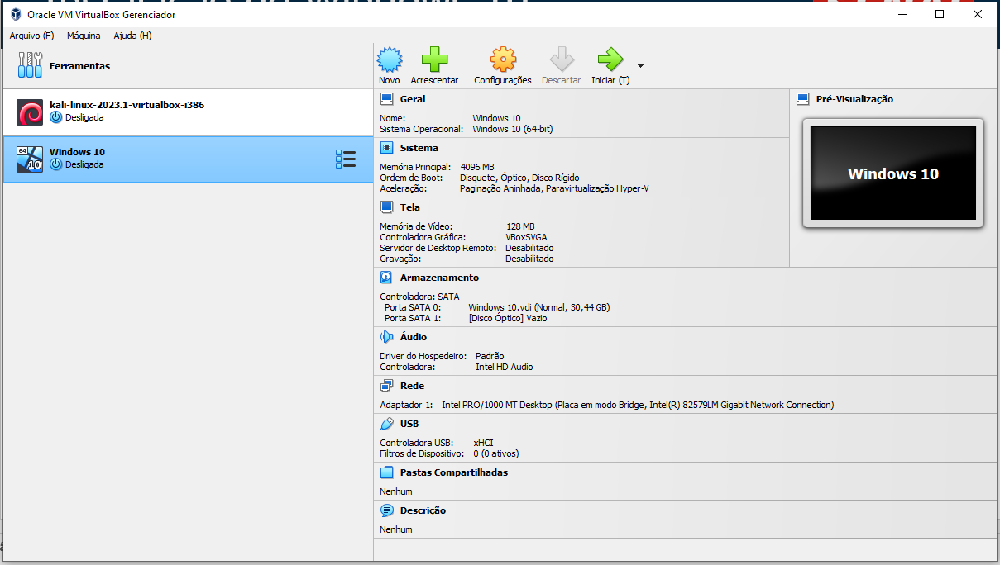 Oracle VM VirtualBox Gerenciador
Arquivo (F) Máquina Ajuda (H)
Ferramentas
Novo Acrescentar Configurações Descartar Iniciar (T)
kali-linux-2023.1-virtualbox-i386
Desligada
64
10
Windows 10
Desligada
Geral
Nome: Windows 10
Sistema Operacional: Windows 10 (64-bit)
Sistema
Memória Principal: 4096 MB
Ordem de Boot: Disquete, Óptico, Disco Rígido
Aceleração: Paginação Aninhada, Paravirtualização Hyper-V
Tela
Memória de Vídeo: 128 MB
Controladora Gráfica: VBoxSVGA
Servidor de Desktop Remoto: Desabilitado
Gravação: Desabilitado
Pré-Visualização
Windows 10
Armazenamento
Controladora: SATA
Porta SATA 0: Windows 10.vdi (Normal, 30,44 GB)
Porta SATA 1: [Disco Óptico] Vazio
Áudio
Driver do Hospedeiro: Padrão
Controladora: Intel HD Audio
Rede
Adaptador 1: Intel PRO/1000 MT Desktop (Placa em modo Bridge, Intel(R) 82579LM Gigabit Network Connection)
USB
Controladora USB: xHCI
Filtros de Dispositivo: 0 (0 ativos)
Pastas Compartilhadas
Nenhum
Descrição
Nenhum